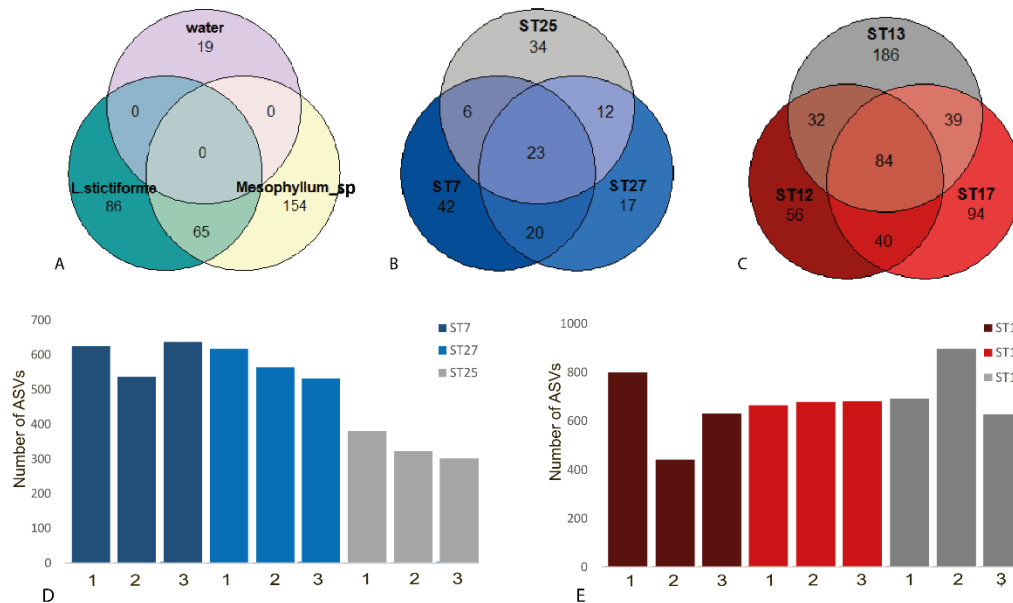 water
19
0
0
0
L.stictiforme
86
Mesophyllum_sp
154
65
A
ST25
34
6
12
23
ST7
42
ST27
17
20
B
ST13
186
32
39
84
ST12
56
ST17
94
40
C
Number of ASVs
700
600
500
400
300
200
100
0
1 2 3 1 2 3 1 2 3
ST7
ST27
ST25
D
Number of ASVs
1000
800
600
400
200
0
1 2 3 1 2 3 1 2 3
ST1
ST1
ST1
E